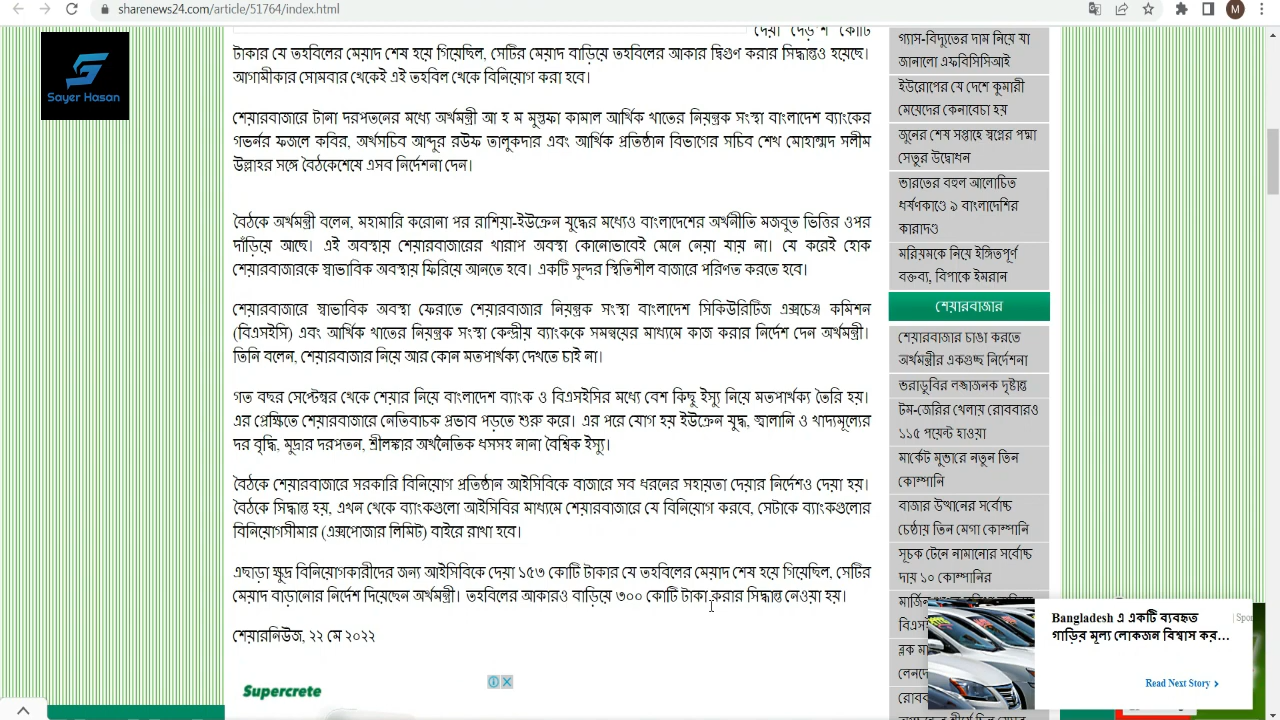 sharenews24.com/article/51764/index.html
M
Sayer Hasan
টাকার যে তহবিলের মেয়াদ শেষ হয়ে গিয়েছিল, সেটির মেয়াদ বাড়িয়ে তহবিলের আকার দ্বিগুণ করার সিদ্ধান্তও হয়েছে।
আগামীকার সোমবার থেকেই এই তহবিল থেকে বিনিয়োগ করা হবে।
শেয়ারবাজারে টানা দরপতনের মধ্যে অর্থমন্ত্রী আ হ ম মুস্তফা কামাল আর্থিক খাতের নিয়ন্ত্রক সংস্থা বাংলাদেশ ব্যাংকের
গভর্নর ফজলে কবির, অর্থসচিব আব্দুর রউফ তালুকদার এবং আর্থিক প্রতিষ্ঠান বিভাগের সচিব শেখ মোহাম্মদ সলীম
উল্লাহর সঙ্গে বৈঠকেশেষে এসব নির্দেশনা দেন।
বৈঠকে অর্থমন্ত্রী বলেন, মহামারি করোনা পর রাশিয়া-ইউক্রেন যুদ্ধের মধ্যেও বাংলাদেশের অর্থনীতি মজবুত ভিত্তির ওপর
দাঁড়িয়ে আছে। এই অবস্থায় শেয়ারবাজারের খারাপ অবস্থা কোনোভাবেই মেনে নেয়া যায় না। যে করেই হোক
শেয়ারবাজারকে স্বাভাবিক অবস্থায় ফিরিয়ে আনতে হবে। একটি সুন্দর স্থিতিশীল বাজারে পরিণত করতে হবে।
শেয়ারবাজারে স্বাভাবিক অবস্থা ফেরাতে শেয়ারবাজার নিয়ন্ত্রক সংস্থা বাংলাদেশ সিকিউরিটিজ এক্সচেঞ্জ কমিশন
(বিএসইসি) এবং আর্থিক খাতের নিয়ন্ত্রক সংস্থা কেন্দ্রীয় ব্যাংককে সমন্বয়ের মাধ্যমে কাজ করার নির্দেশ দেন অর্থমন্ত্রী।
তিনি বলেন, শেয়ারবাজার নিয়ে আর কোন মতপার্থক্য দেখতে চাই না।
গত বছর সেপ্টেম্বর থেকে শেয়ার নিয়ে বাংলাদেশ ব্যাংক ও বিএসইসির মধ্যে বেশ কিছু ইস্যু নিয়ে মতপার্থক্য তৈরি হয়।
এর প্রেক্ষিতে শেয়ারবাজারে নেতিবাচক প্রভাব পড়তে শুরু করে। এর পরে যোগ হয় ইউক্রেন যুদ্ধ, জ্বালানি ও খাদ্যমূল্যের
দর বৃদ্ধি, মুদ্রার দরপতন, শ্রীলঙ্কার অর্থনৈতিক ধসসহ নানা বৈশ্বিক ইস্যু।
বৈঠকে শেয়ারবাজারে সরকারি বিনিয়োগ প্রতিষ্ঠান আইসিবিকে বাজারে সব ধরনের সহায়তা দেয়ার নির্দেশও দেয়া হয়।
বৈঠকে সিদ্ধান্ত হয়, এখন থেকে ব্যাংকগুলো আইসিবির মাধ্যমে শেয়ারবাজারে যে বিনিয়োগ করবে, সেটাকে ব্যাংকগুলোর
বিনিয়োগসীমার (এক্সপোজার লিমিট) বাইরে রাখা হবে।
এছাড়া ক্ষুদ্র বিনিয়োগকারীদের জন্য আইসিবিকে দেয়া ১৫৩ কোটি টাকার যে তহবিলের মেয়াদ শেষ হয়ে গিয়েছিল, সেটির
মেয়াদ বাড়ানোর নির্দেশ দিয়েছেন অর্থমন্ত্রী। তহবিলের আকারও বাড়িয়ে ৩০০ কোটি টাকা করার সিদ্ধান্ত নেওয়া হয়।
শেয়ারনিউজ, ২২ মে ২০২২
Supercrete
গ্যাস-বিদ্যুতের দাম নিয়ে যা
জানালো এফবিসিসিআই
ইউরোপের যে দেশে কুমারী
মেয়েদের কেনাবেচা হয়
জুনের শেষ সপ্তাহে স্বপ্নের পদ্মা
সেতুর উদ্বোধন
ভারতের বহুল আলোচিত
ধর্ষণকাণ্ডে ৯ বাংলাদেশির
কারাদণ্ড
মরিয়মকে নিয়ে ইঙ্গিতপূর্ণ
বক্তব্য, বিপাকে ইমরান
শেয়ারবাজার
শেয়ারবাজার চাঙা করতে
অর্থমন্ত্রীর একগুচ্ছ নির্দেশনা
ভরাডুবির লজ্জাজনক দৃষ্টান্ত
টম-জেরির খেলায় রোববারও
১১৫ পয়েন্ট হাওয়া
মার্কেট মুভারে নতুন তিন
কোম্পানি
বাজার উত্থানের সর্বোচ্চ
চেষ্ঠায় তিন মেগা কোম্পানি
সূচক টেনে নামানোর সর্বোচ্চ
দায় ১০ কোম্পানির
Bangladesh এ একটি ব্যবহৃত
গাড়ির মূল্য লোকজন বিশ্বাস কর...
Read Next Story